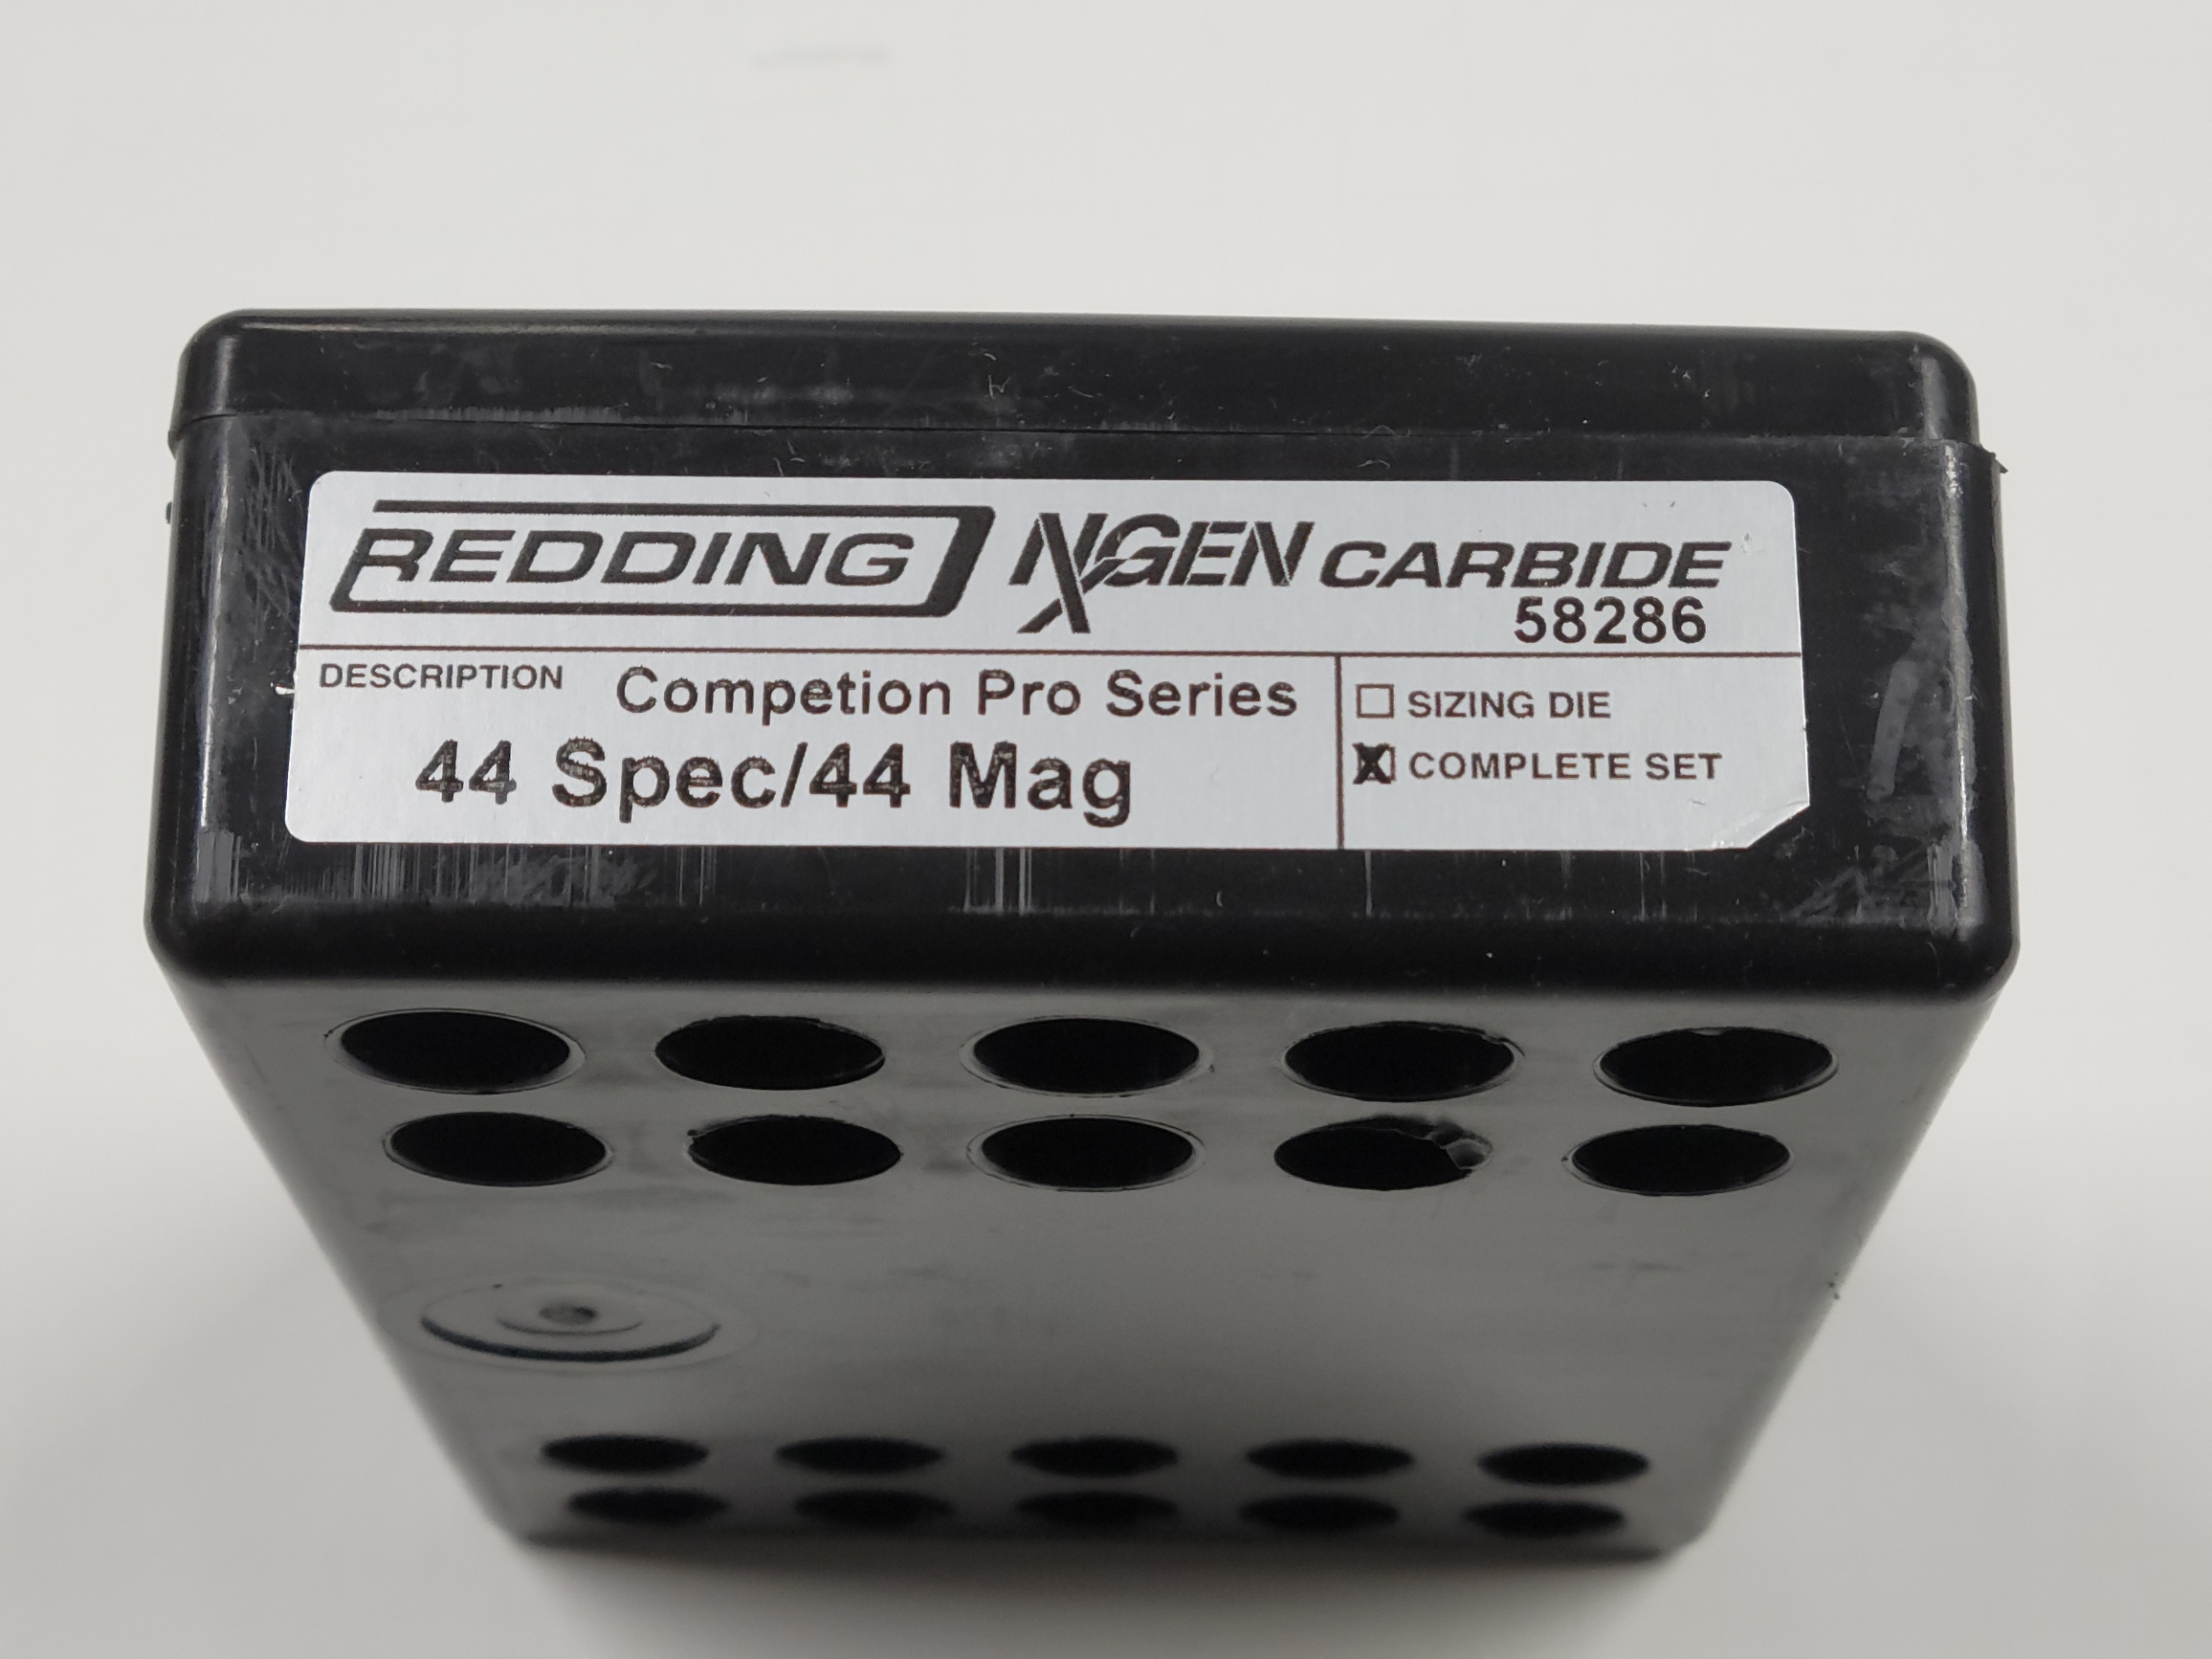 REDDING NXGEN CARBIDE
58286
DESCRIPTION Competion Pro Series
44 Spec/44 Mag
SIZING DIE
X COMPLETE SET